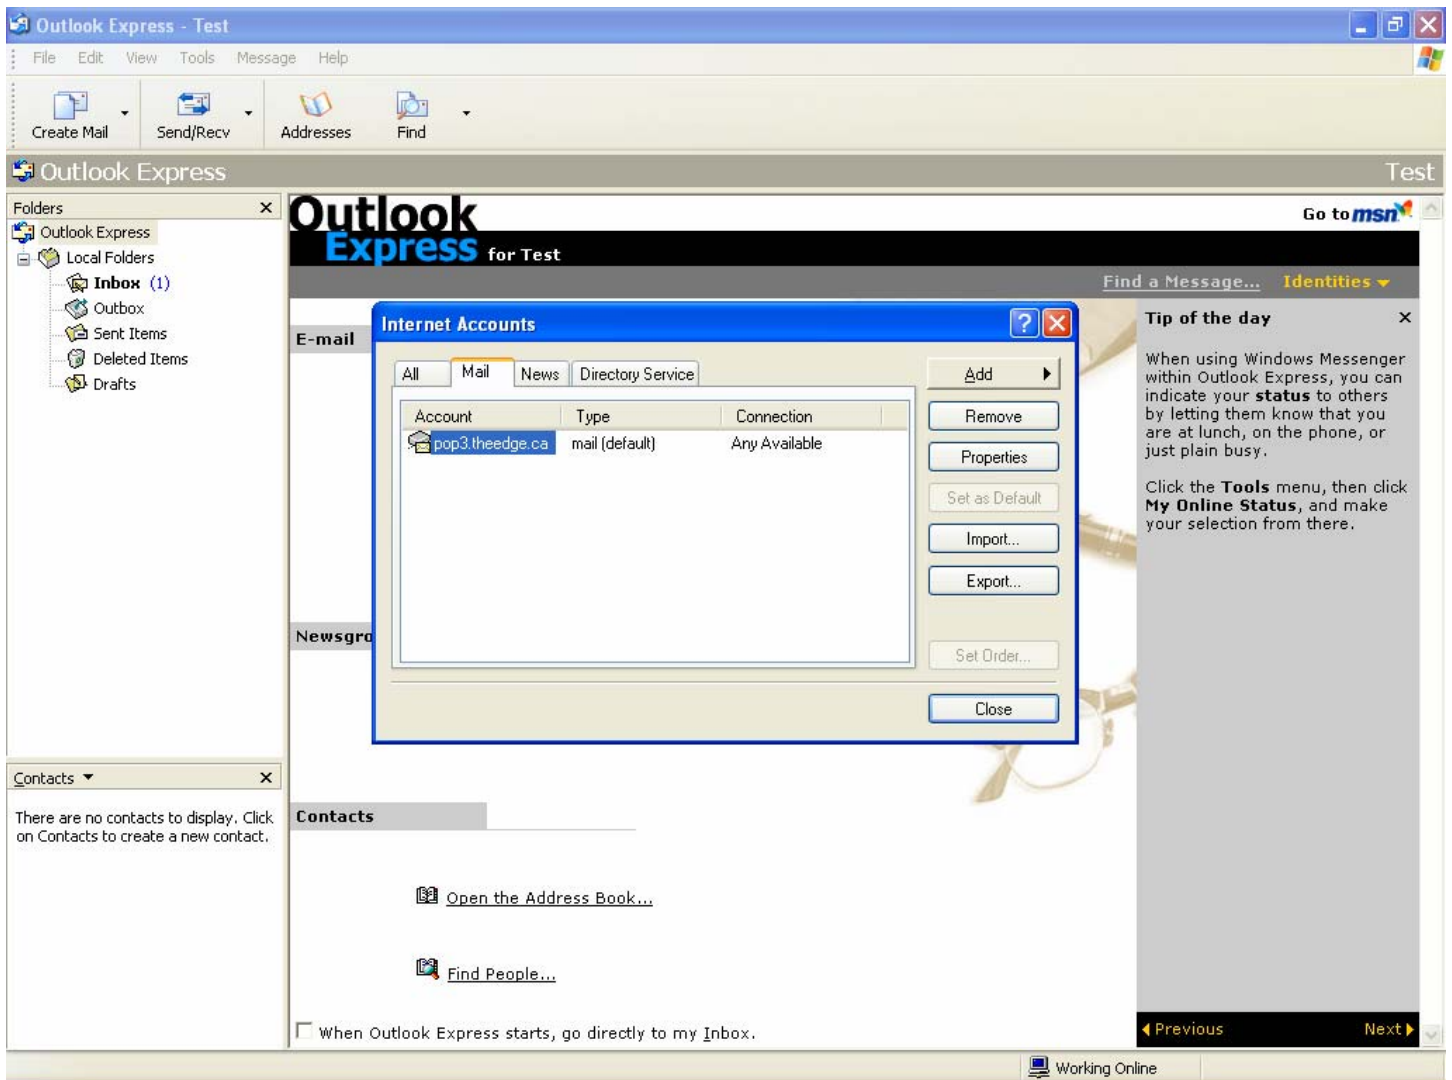 Outlook Express - Test
File Edit View Tools Message Help
Create Mail Send/Recv Addresses Find
Outlook Express Test
Folders
Outlook Express
Local Folders
Inbox (1)
Outbox
Sent Items
Deleted Items
Drafts
Contacts
There are no contacts to display. Click
on Contacts to create a new contact.
Outlook
Express for Test
Go to msn
Find a Message... Identities
E-mail
Newsgro
Contacts
Open the Address Book...
Find People...
When Outlook Express starts, go directly to my Inbox.
Internet Accounts
All Mail News Directory Service
Account Type Connection
pop3.theedge.ca mail (default) Any Available
Add
Remove
Properties
Set as Default
Import...
Export...
Set Order...
Close
Tip of the day
When using Windows Messenger
within Outlook Express, you can
indicate your status to others
by letting them know that you
are at lunch, on the phone, or
just plain busy.
Click the Tools menu, then click
My Online Status, and make
your selection from there.
Previous Next
Working Online